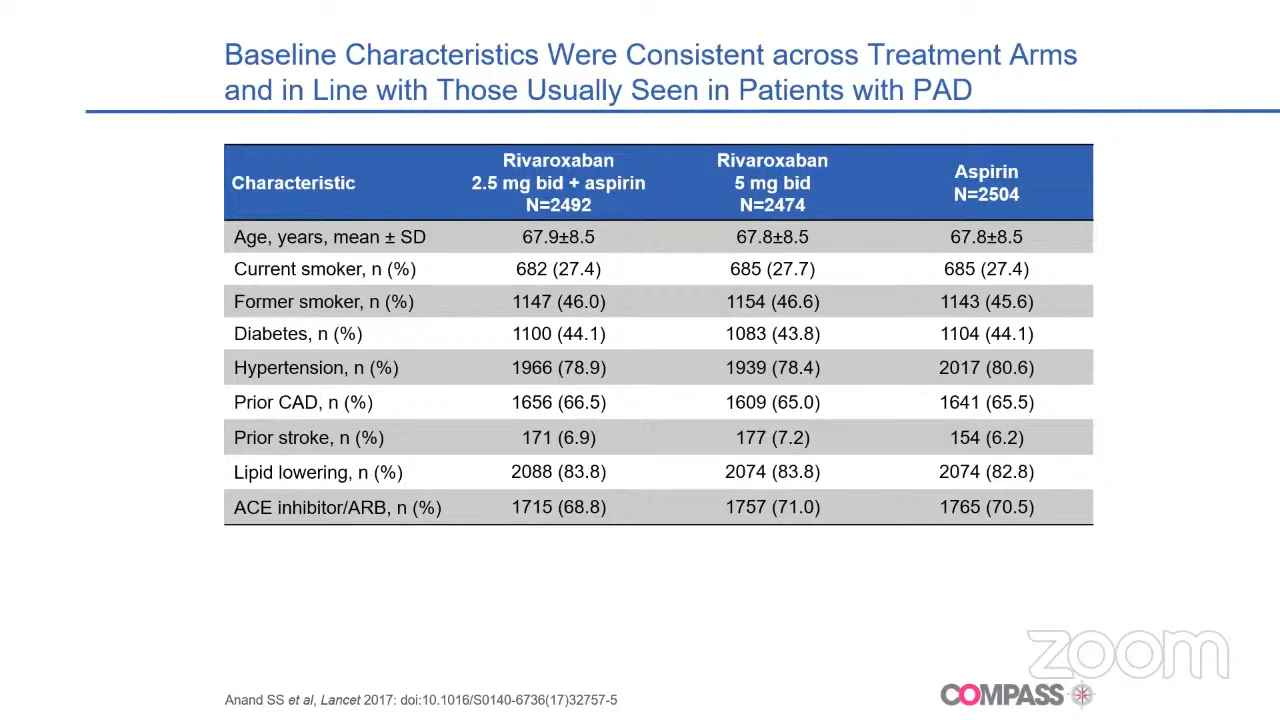 Baseline Characteristics Were Consistent across Treatment Arms
and in Line with Those Usually Seen in Patients with PAD
Characteristic
Rivaroxaban
2.5 mg bid + aspirin
N=2492
Rivaroxaban
5 mg bid
N=2474
Aspirin
N=2504
Age, years, mean ± SD 67.9±8.5 67.8±8.5 67.8±8.5
Current smoker, n (%) 682 (27.4) 685 (27.7) 685 (27.4)
Former smoker, n (%) 1147 (46.0) 1154 (46.6) 1143 (45.6)
Diabetes, n (%) 1100 (44.1) 1083 (43.8) 1104 (44.1)
Hypertension, n (%) 1966 (78.9) 1939 (78.4) 2017 (80.6)
Prior CAD, n (%) 1656 (66.5) 1609 (65.0) 1641 (65.5)
Prior stroke, n (%) 171 (6.9) 177 (7.2) 154 (6.2)
Lipid lowering, n (%) 2088 (83.8) 2074 (83.8) 2074 (82.8)
ACE inhibitor/ARB, n (%) 1715 (68.8) 1757 (71.0) 1765 (70.5)
zoom
Anand SS et al, Lancet 2017: doi:10.1016/S0140-6736(17)32757-5
COMPASS